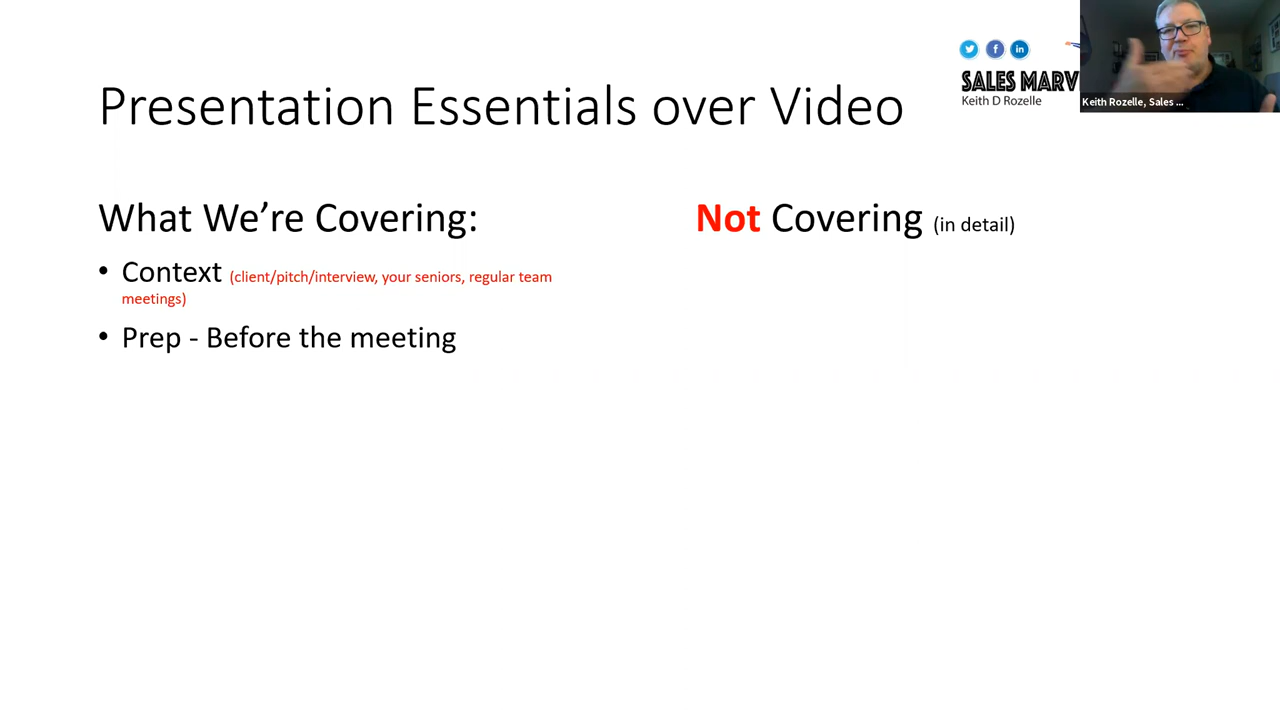 Presentation Essentials over Video
SALES MARV
Keith D Rozelle
Keith Rozelle, Sales ...
What We're Covering:
• Context (client/pitch/interview, your seniors, regular team
meetings)
• Prep - Before the meeting
Not Covering (in detail)